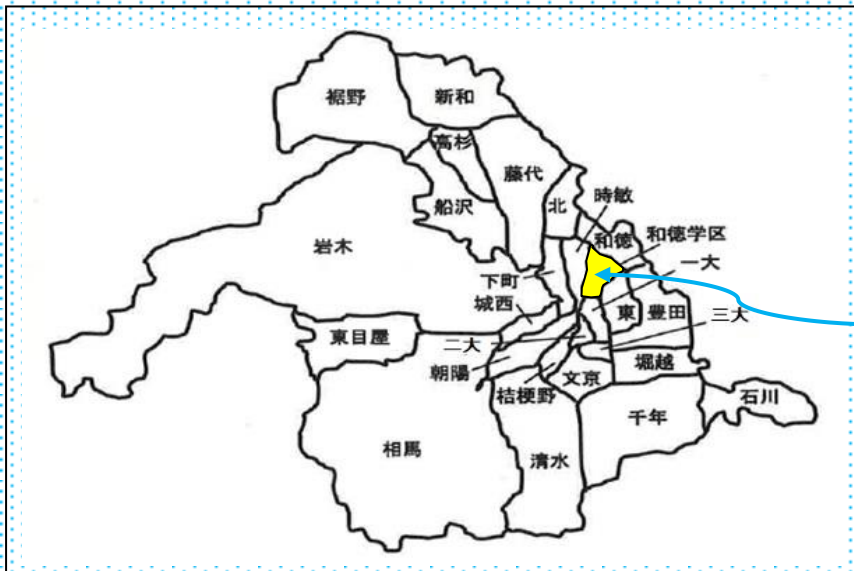 裾野
新和
高杉
藤代
船沢
北
時敏
和徳
和徳学区
岩木
下町
一大
城西
東
豊田
三大
東目屋
二大
朝陽
堀越
文京
桔梗野
石川
千年
相馬
清水